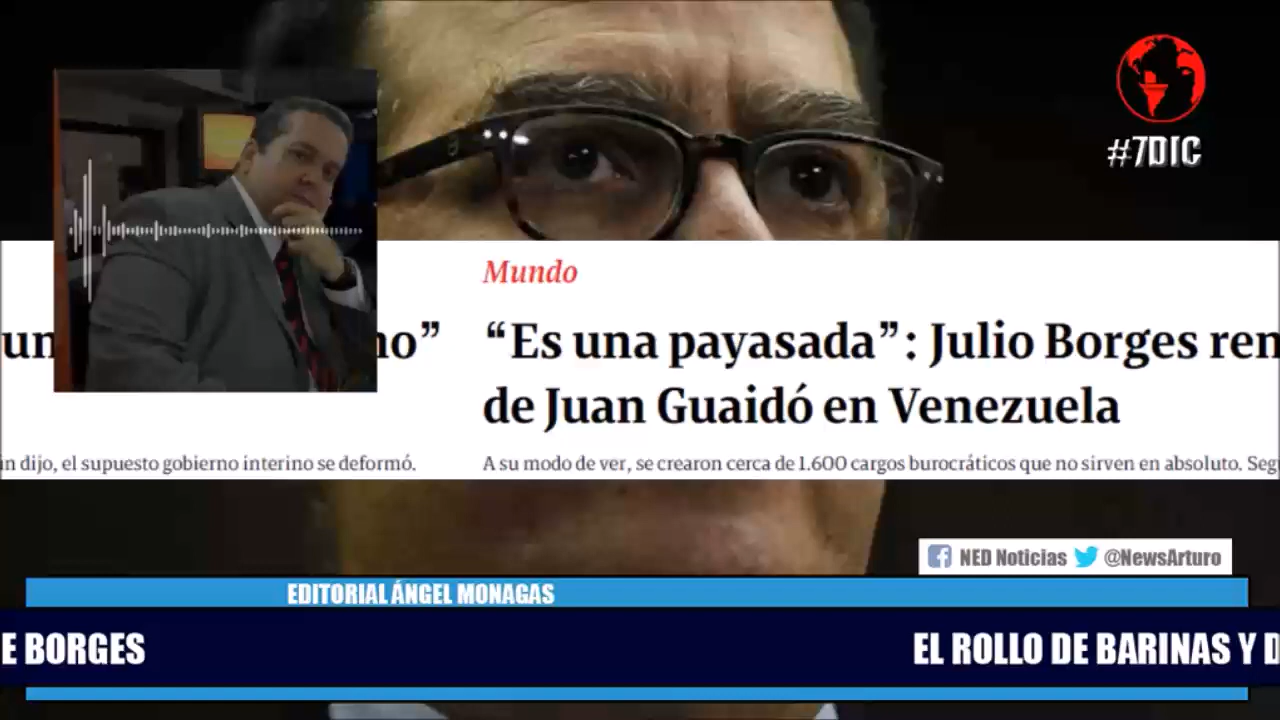 #7DIC
Mundo
“Es una payasada”: Julio Borges ren
de Juan Guaidó en Venezuela
no”
A su modo de ver, se crearon cerca de 1.600 cargos burocráticos que no sirven en absoluto. Seg
n dijo, el supuesto gobierno interino se deformó.
NED Noticias @NewsArturo
EDITORIAL ÁNGEL MONAGAS
E BORGES
EL ROLLO DE BARINAS Y D